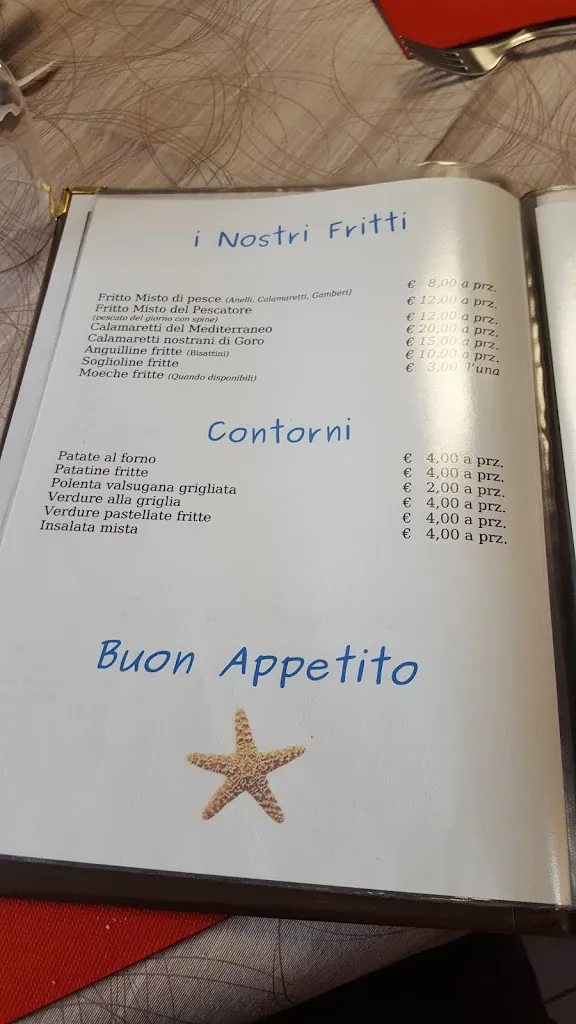 i Nostri Fritti
Fritto Misto di pesce (Anelli, Calamaretti, Gamberi) € 8,00 a prz.
Fritto Misto del Pescatore € 12,00 a prz.
(pescato del giorno con spine)
Calamaretti del Mediterraneo € 12,00 a prz.
Calamaretti nostrani di Goro € 20,00 a prz.
Anguilline fritte (Bisattini) € 15,00 a prz.
Soglioline fritte € 10,00 a prz.
Moeche fritte (Quando disponibili) € 3,00 l'una
Contorni
Patate al forno € 4,00 a prz.
Patatine fritte € 4,00 a prz.
Polenta valsugana grigliata € 2,00 a prz.
Verdure alla griglia € 4,00 a prz.
Verdure pastellate fritte € 4,00 a prz.
Insalata mista € 4,00 a prz.
Buon Appetito